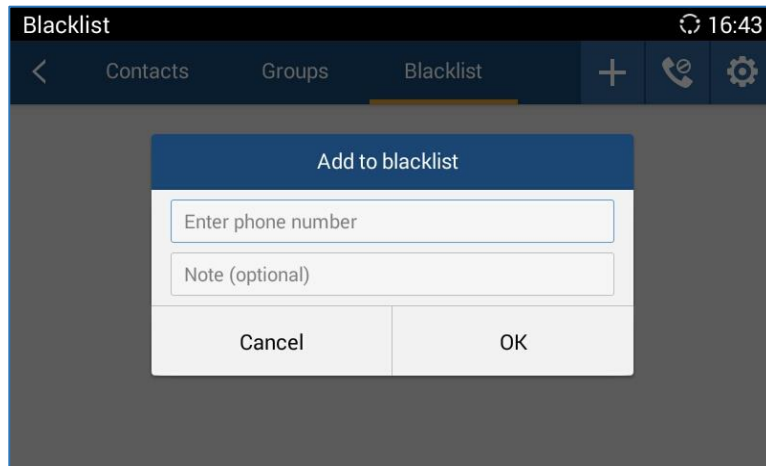 Blacklist 16:43
Contacts Groups Blacklist
Add to blacklist
Enter phone number
Note (optional)
Cancel OK